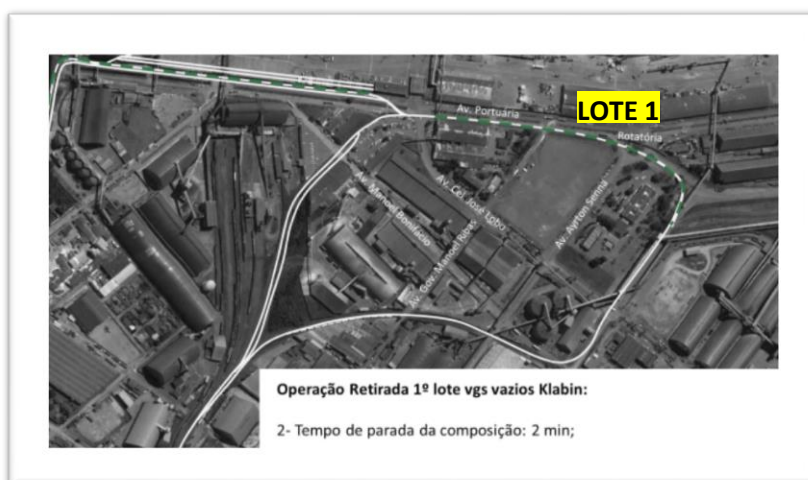 LOTE 1
Av. Portuária
Rotatória
Av. Manoel Bonifácio
Av. Cel. José Lobo
Av. Gov. Manoel Ribas
Av. Ayrton Senna
Operação Retirada 1º lote vgs vazios Klabin:
2- Tempo de parada da composição: 2 min;